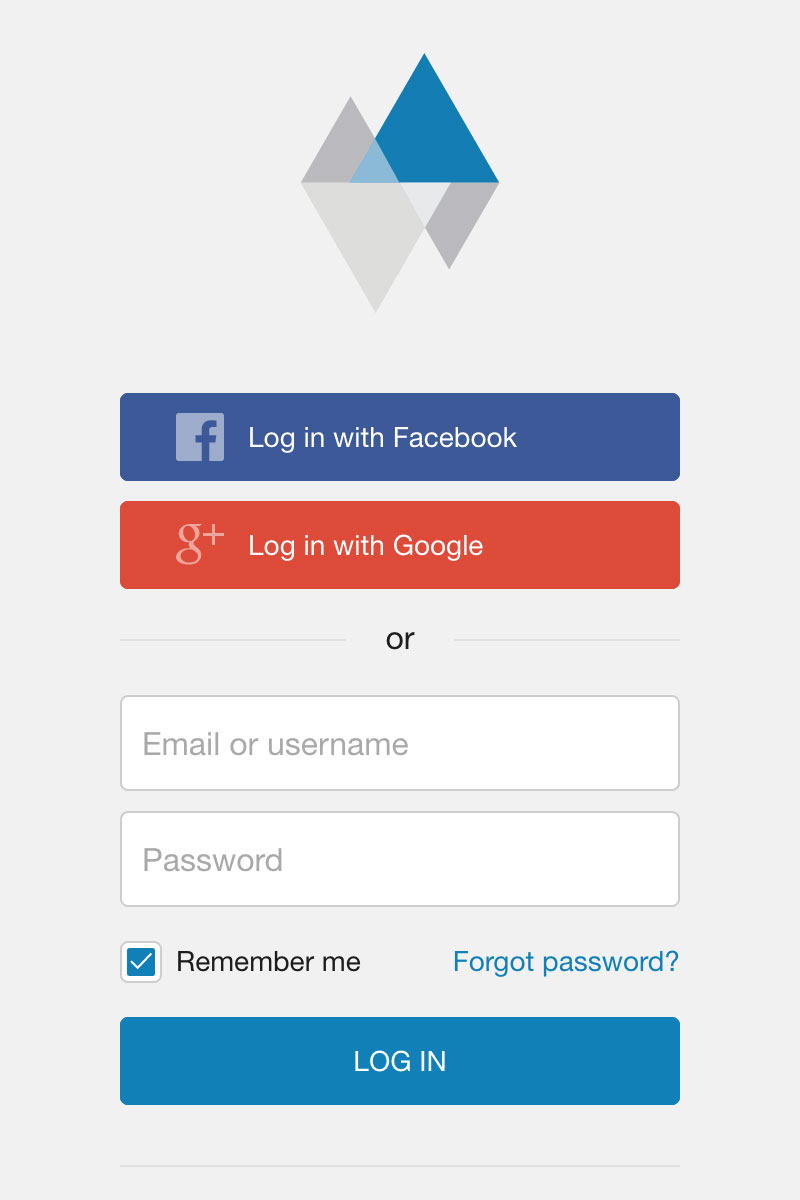 Log in with Facebook
g+ Log in with Google
or
Email or username
Password
Remember me Forgot password?
LOG IN